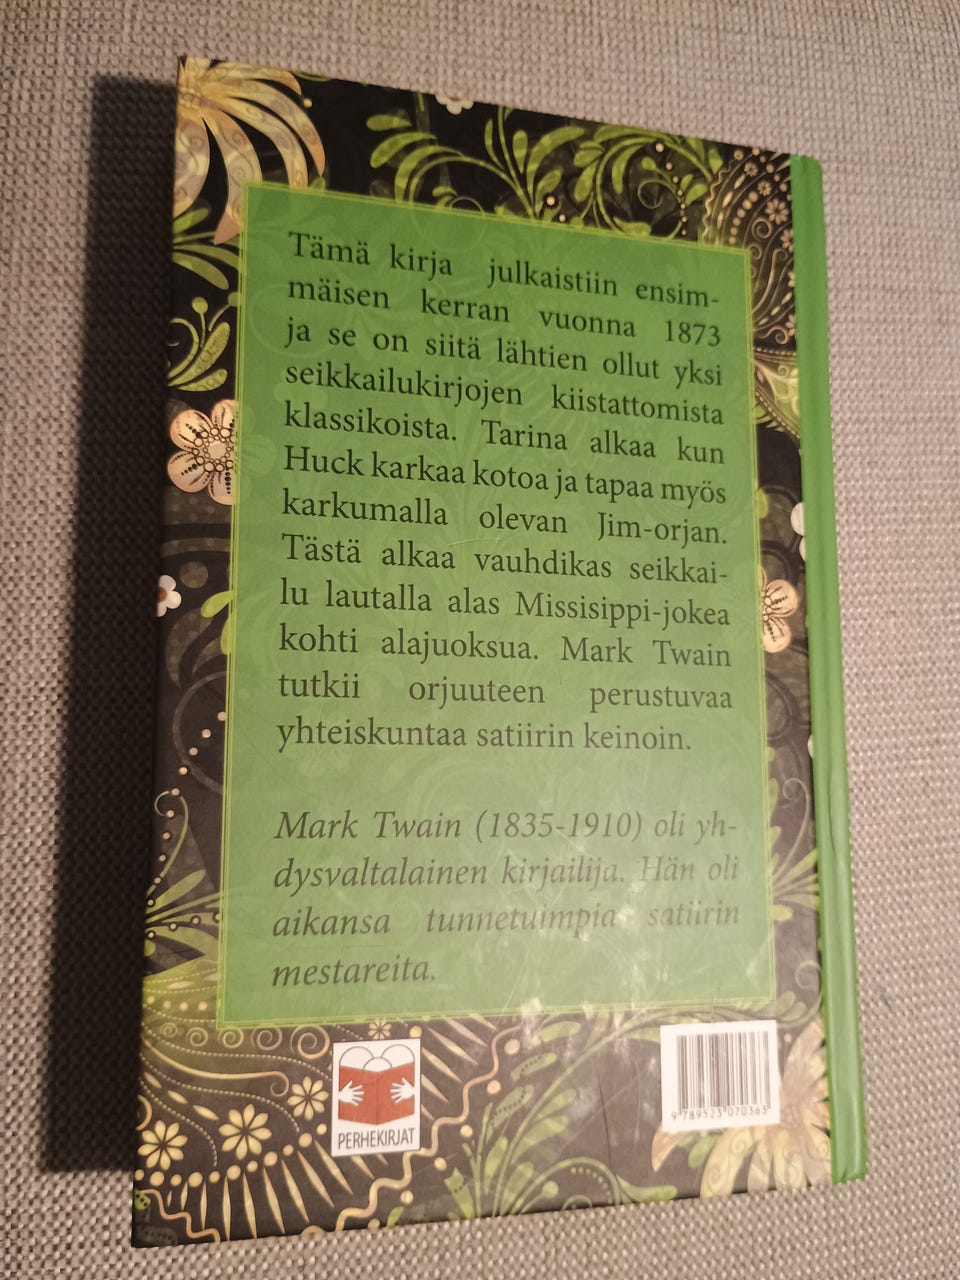 Tämä kirja julkaistiin ensim-
mäisen kerran vuonna 1873
ja se on siitä lähtien ollut yksi
seikkailukirjojen kiistattomista
klassikoista. Tarina alkaa kun
Huck karkaa kotoa ja tapaa myös
karkumalla olevan Jim-orjan.
Tästä alkaa vauhdikas seikkai-
lu lautalla alas Missisippi-jokea
kohti alajuoksua. Mark Twain
tutkii orjuuteen perustuvaa
yhteiskuntaa satiirin keinoin.
Mark Twain (1835-1910) oli yh-
dysvaltalainen kirjailija. Hän oli
aikansa tunnetuimpia satiirin
mestareita.
PERHEKIRJAT
9 789523 070363